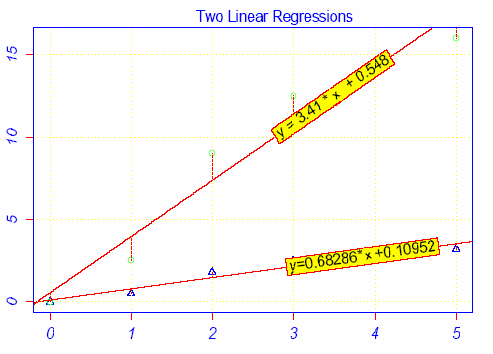 Two Linear Regressions
15
10
5
0
y = 3.41 * x + 0.548
y=0.68286*x +0.10952
0 1 2 3 4 5